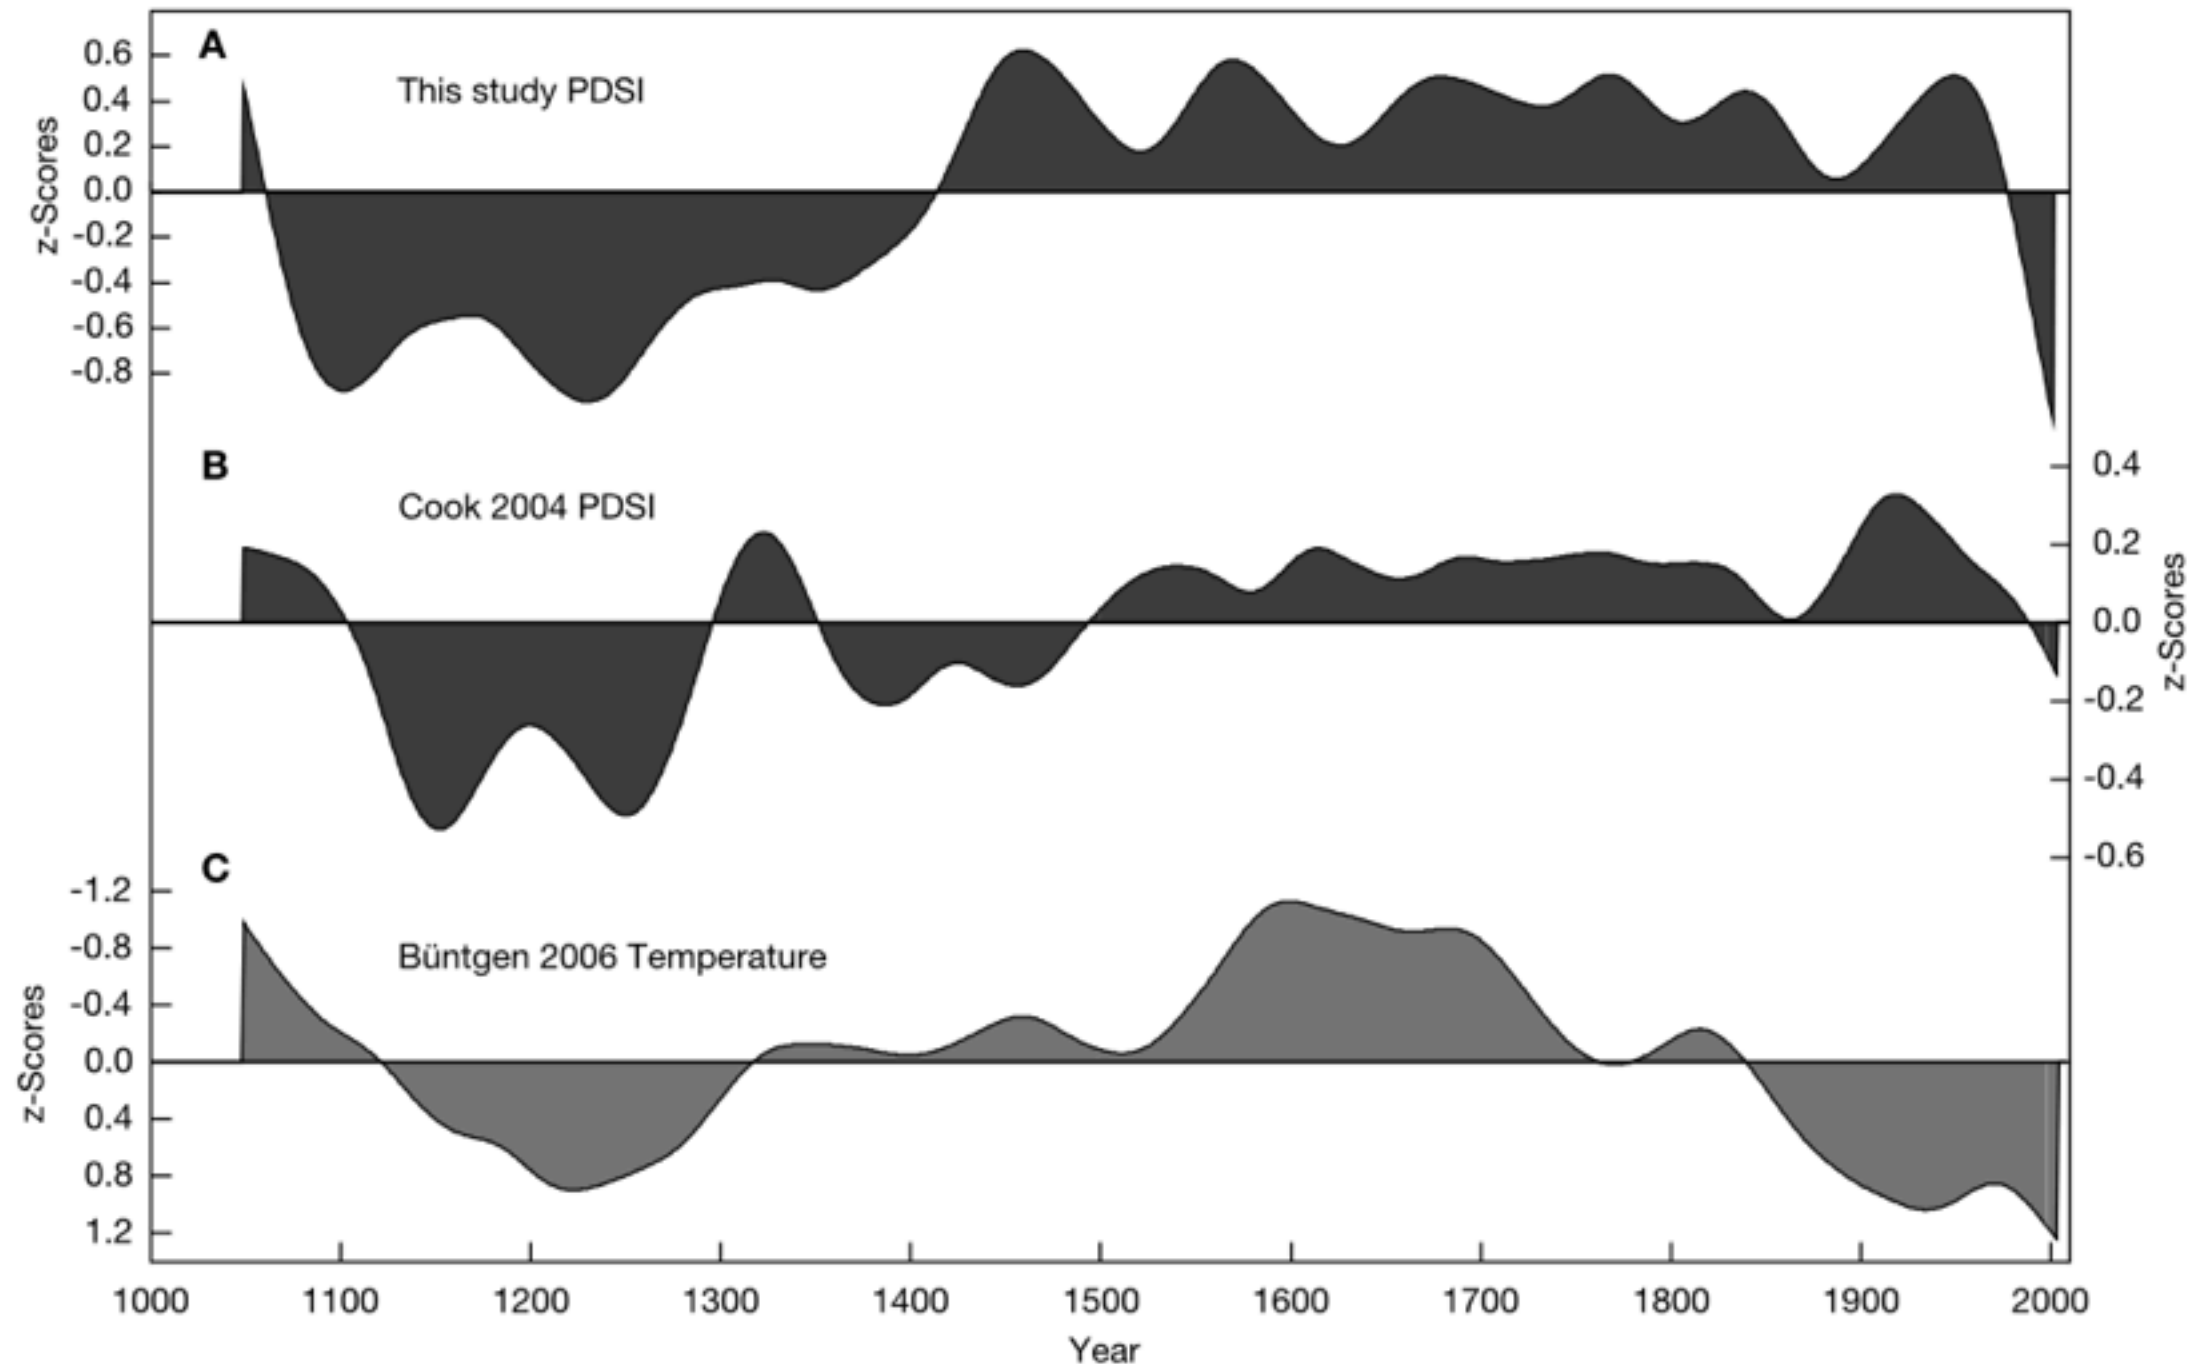 A
This study PDSI
0.6
0.4
0.2
0.0
-0.2
-0.4
-0.6
-0.8
z-Scores
B
Cook 2004 PDSI
0.4
0.2
0.0
-0.2
-0.4
-0.6
z-Scores
C
Büntgen 2006 Temperature
-1.2
-0.8
-0.4
0.0
0.4
0.8
1.2
z-Scores
1000 1100 1200 1300 1400 1500 1600 1700 1800 1900 2000
Year